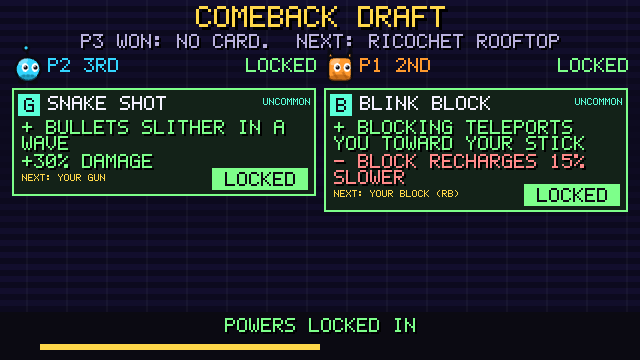 COMEBACK DRAFT
P3 WON: NO CARD.  NEXT: RICOCHET ROOFTOP
P2 3RD LOCKED
P1 2ND LOCKED
G SNAKE SHOT UNCOMMON
+ BULLETS SLITHER IN A
WAVE
+30% DAMAGE
NEXT: YOUR GUN
LOCKED
B BLINK BLOCK UNCOMMON
+ BLOCKING TELEPORTS
YOU TOWARD YOUR STICK
- BLOCK RECHARGES 15%
SLOWER
NEXT: YOUR BLOCK (RB)
LOCKED
POWERS LOCKED IN